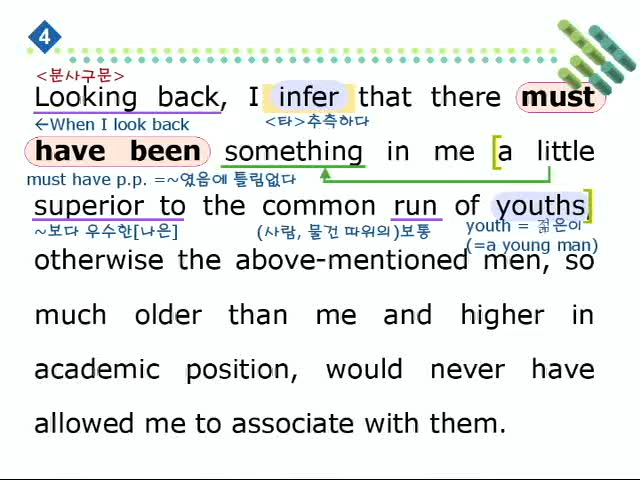 4
<분사구문>
Looking back, I infer that there must
←When I look back <타>추측하다
have been something in me [a little
must have p.p. =~였음에 틀림없다
superior to the common run of youths,]
~보다 우수한[나은] (사람, 물건 따위의)보통 youth = 젊은이
(=a young man)
otherwise the above-mentioned men, so
much older than me and higher in
academic position, would never have
allowed me to associate with them.